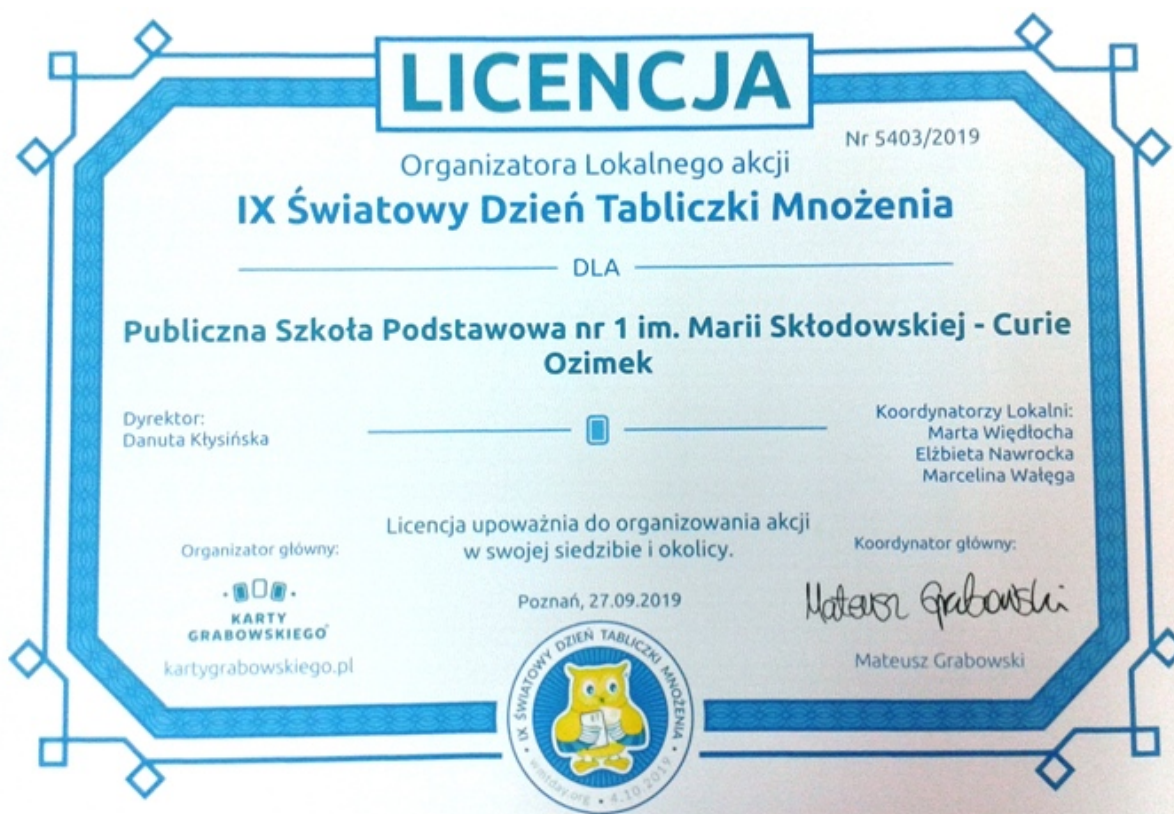 LICENCJA
Nr 5403/2019
Organizatora Lokalnego akcji
IX Światowy Dzień Tabliczki Mnożenia
DLA
Publiczna Szkoła Podstawowa nr 1 im. Marii Skłodowskiej - Curie
Ozimek
Dyrektor:
Danuta Kłysińska
Koordynatorzy Lokalni:
Marta Więdłocha
Elżbieta Nawrocka
Marcelina Wałęga
Licencja upoważnia do organizowania akcji
w swojej siedzibie i okolicy.
Organizator główny:
KARTY
GRABOWSKIEGO
kartygrabowskiego.pl
Poznań, 27.09.2019
Koordynator główny:
Mateusz Grabowski
Mateusz Grabowski
IX ŚWIATOWY DZIEŃ TABLICZKI MNOŻENIA
wmtday.org • 4.10.2019